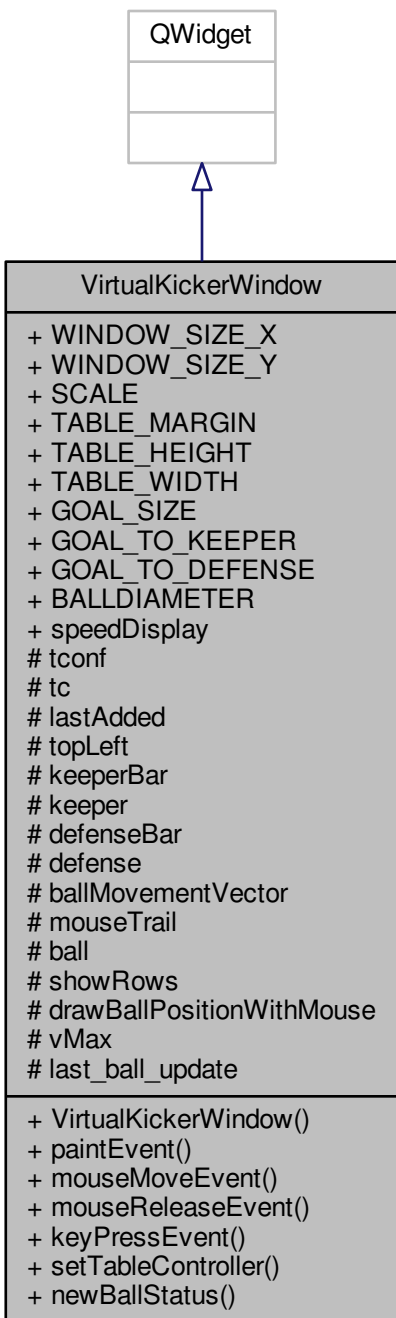 QWidget
VirtualKickerWindow
+ WINDOW_SIZE_X
+ WINDOW_SIZE_Y
+ SCALE
+ TABLE_MARGIN
+ TABLE_HEIGHT
+ TABLE_WIDTH
+ GOAL_SIZE
+ GOAL_TO_KEEPER
+ GOAL_TO_DEFENSE
+ BALLDIAMETER
+ speedDisplay
# tconf
# tc
# lastAdded
# topLeft
# keeperBar
# keeper
# defenseBar
# defense
# ballMovementVector
# mouseTrail
# ball
# showRows
# drawBallPositionWithMouse
# vMax
# last_ball_update
+ VirtualKickerWindow()
+ paintEvent()
+ mouseMoveEvent()
+ mouseReleaseEvent()
+ keyPressEvent()
+ setTableController()
+ newBallStatus()